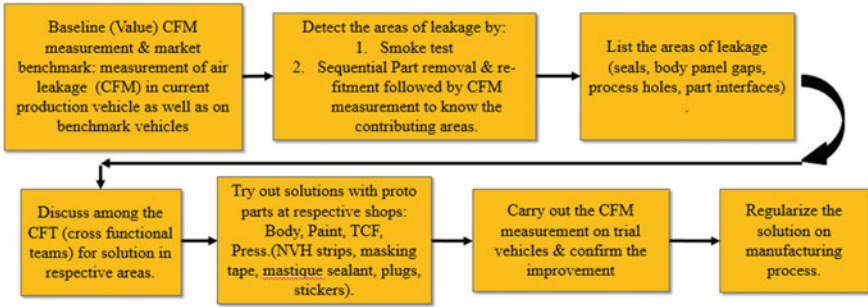 Baseline (Value) CFM
measurement & market
benchmark: measurement of air
leakage (CFM) in current
production vehicle as well as on
benchmark vehicles
Detect the areas of leakage by:
1. Smoke test
2. Sequential Part removal & re-
fitment followed by CFM
measurement to know the
contributing areas.
List the areas of leakage
(seals, body panel gaps,
process holes, part interfaces)
.
Discuss among the
CFT (cross functional
teams) for solution in
respective areas.
Try out solutions with proto
parts at respective shops:
Body, Paint, TCF,
Press.(NVH strips, masking
tape, mastique sealant, plugs,
stickers).
Carry out the CFM
measurement on trial
vehicles & confirm the
improvement
Regularize the
solution on
manufacturing
process.